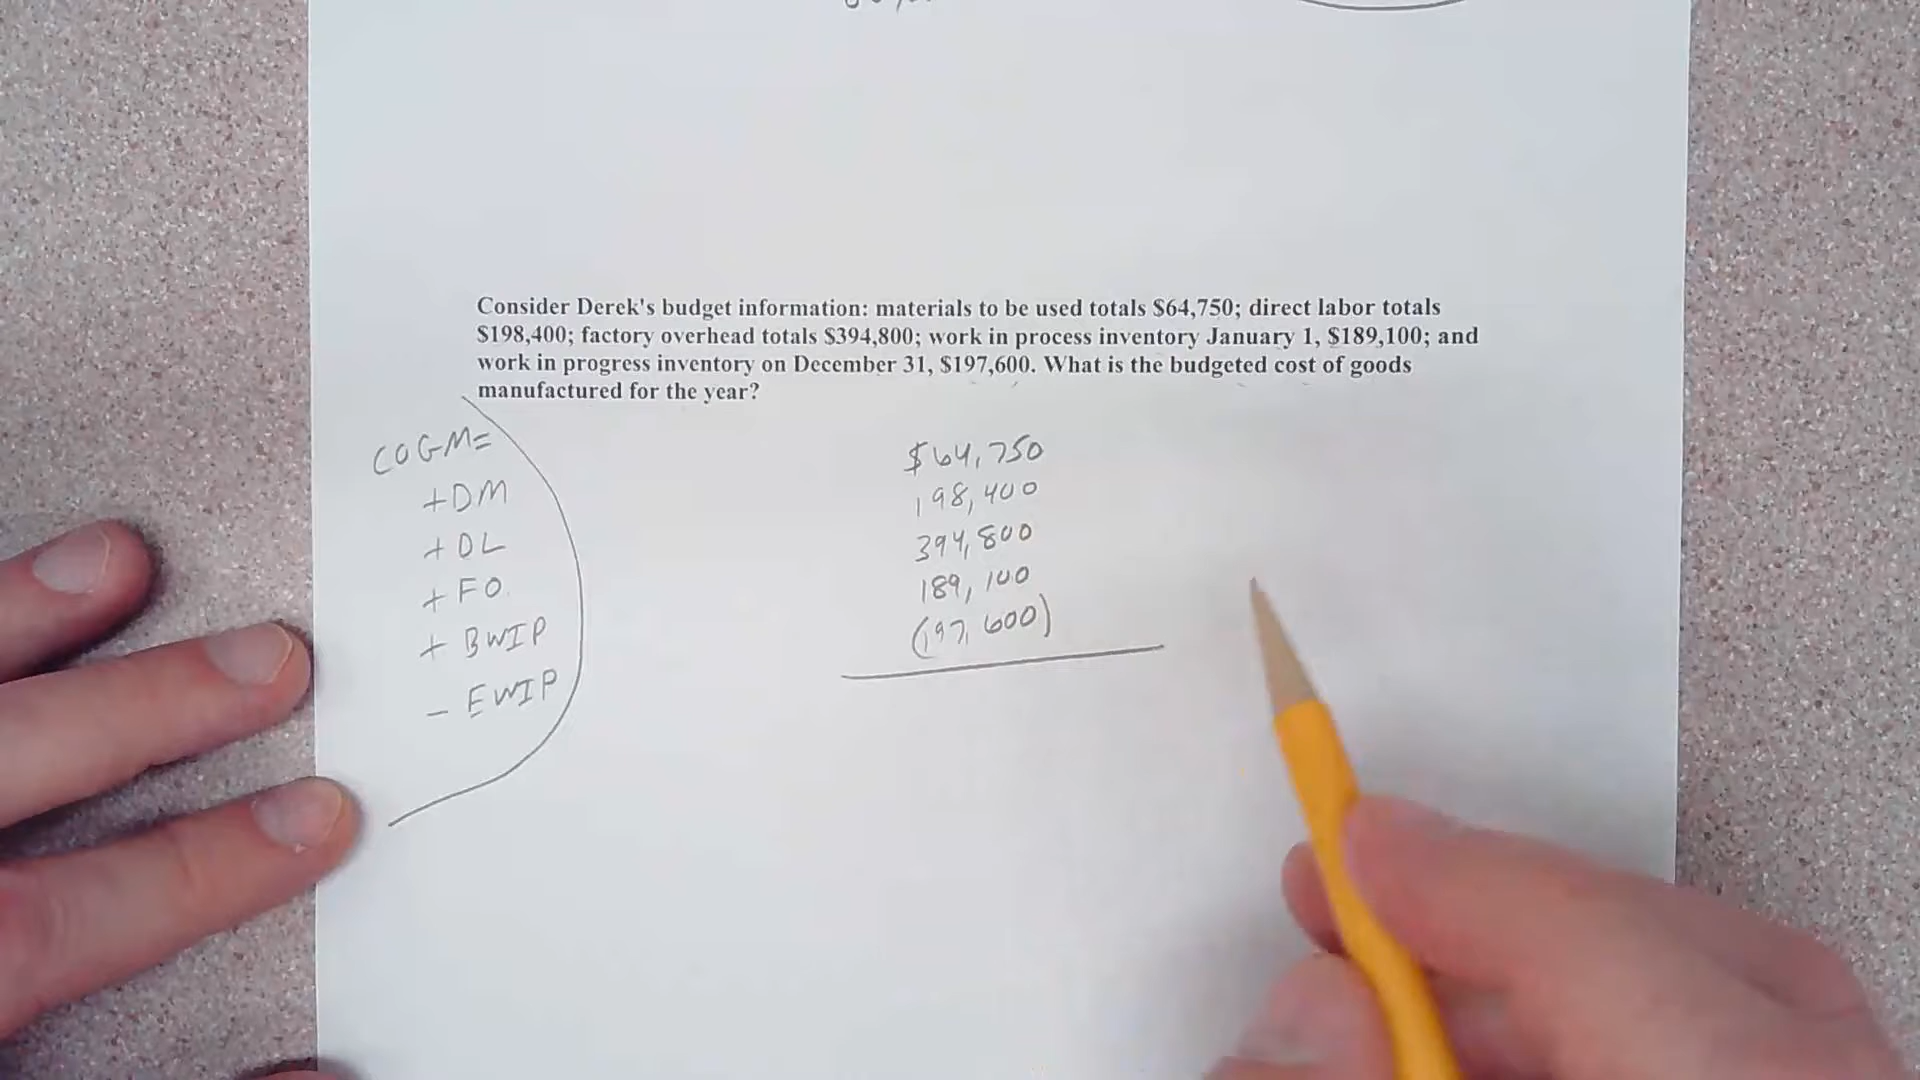 Consider Derek's budget information: materials to be used totals $64,750; direct labor totals
$198,400; factory overhead totals $394,800; work in process inventory January 1, $189,100; and
work in progress inventory on December 31, $197,600. What is the budgeted cost of goods
manufactured for the year?
COGM=
+DM
+DL
+FO
+BWIP
-EWIP
$64,750
198,400
394,800
189,100
(197,600)